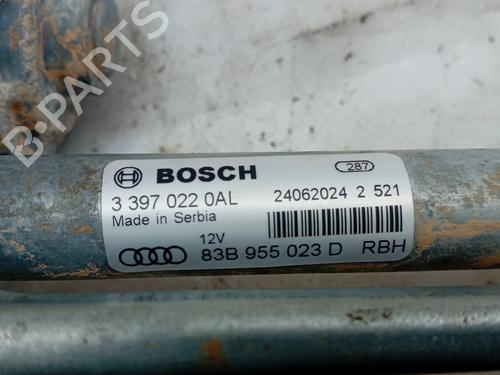 B-PARTS
BOSCH
287
3 397 022 0AL
24062024 2 521
Made in Serbia
12V
83B 955 023 D RBH